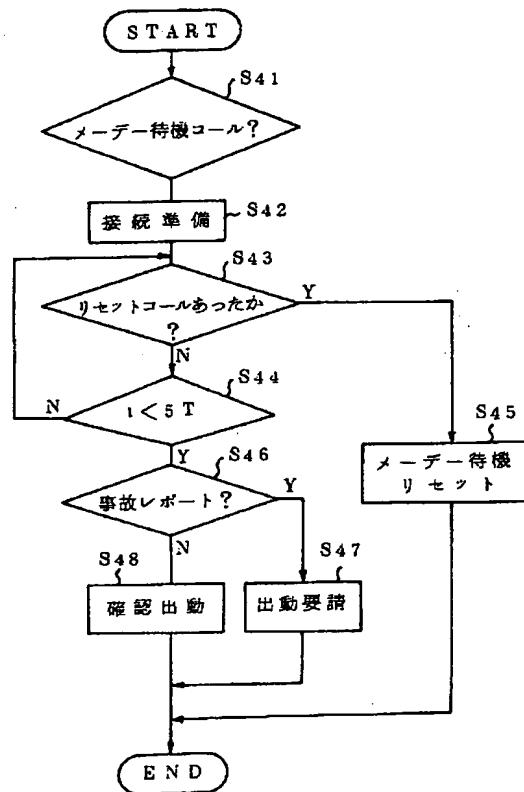 START
S41
メーデー待機コール?
接続準備
S42
S43
リセットコールあったか
?
Y
N
S44
N
t<5T
Y
S45
メーデー待機
リセット
S46
事故レポート?
Y
N
S48
確認出動
S47
出動要請
END